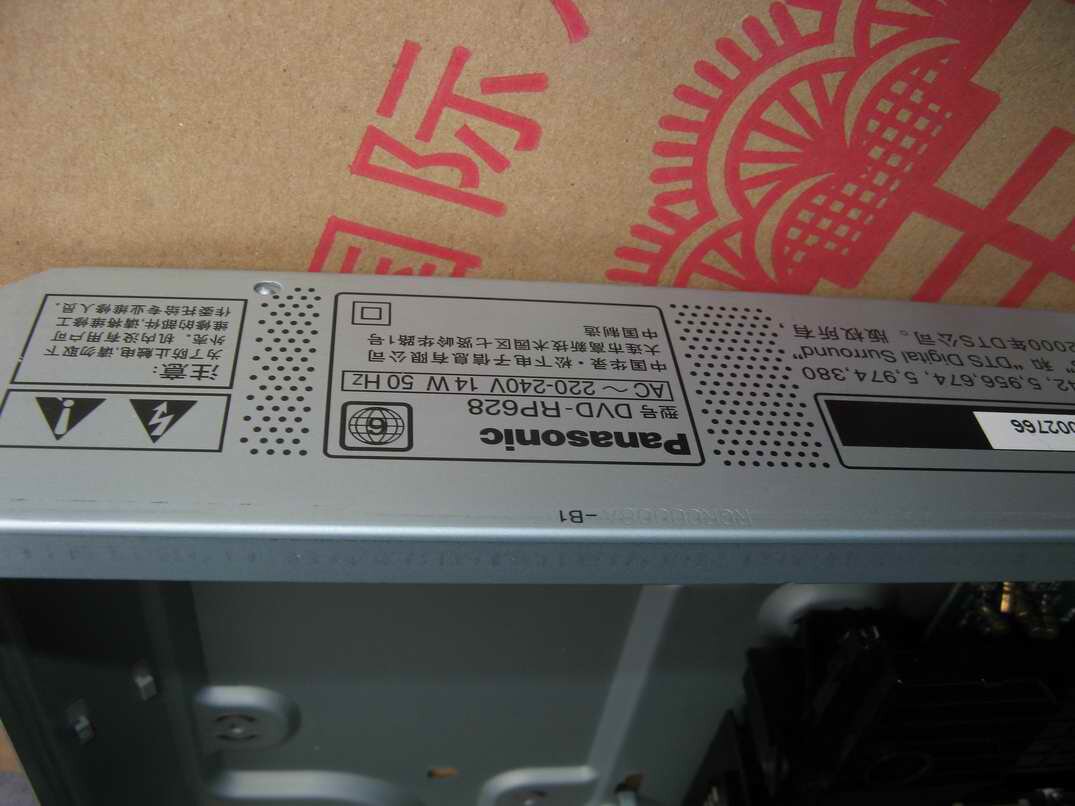 国际
Panasonic
型号 DVD-RP628
6
AC ～ 220-240V 14W 50 Hz
中国华录·松下电子信息有限公司
大连市高新技术园区七贤岭华路1号
中国制造
注意:
为了防止触电,请勿取下
外壳。机内没有用户可
维修的部件,请将维修工
作委托给专业维修人员。
002766
42, 5,956,674, 5,974,380
" 和 "DTS Digital Surround"
2000年DTS公司。版权所有,
-B1